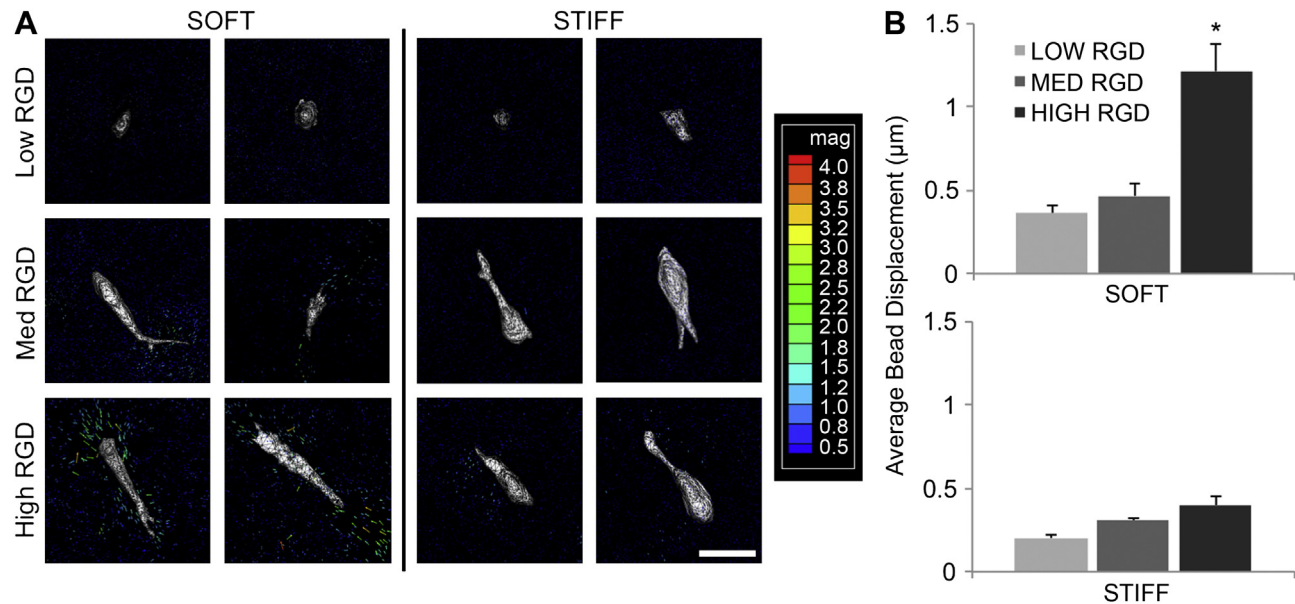 A
SOFT
STIFF
Low RGD
Med RGD
High RGD
mag
4.0
3.8
3.5
3.2
3.0
2.8
2.5
2.2
2.0
1.8
1.5
1.2
1.0
0.8
0.5
B
Average Bead Displacement (µm)
1.5
1
0.5
0
*
LOW RGD
MED RGD
HIGH RGD
SOFT
1.5
1
0.5
0
STIFF